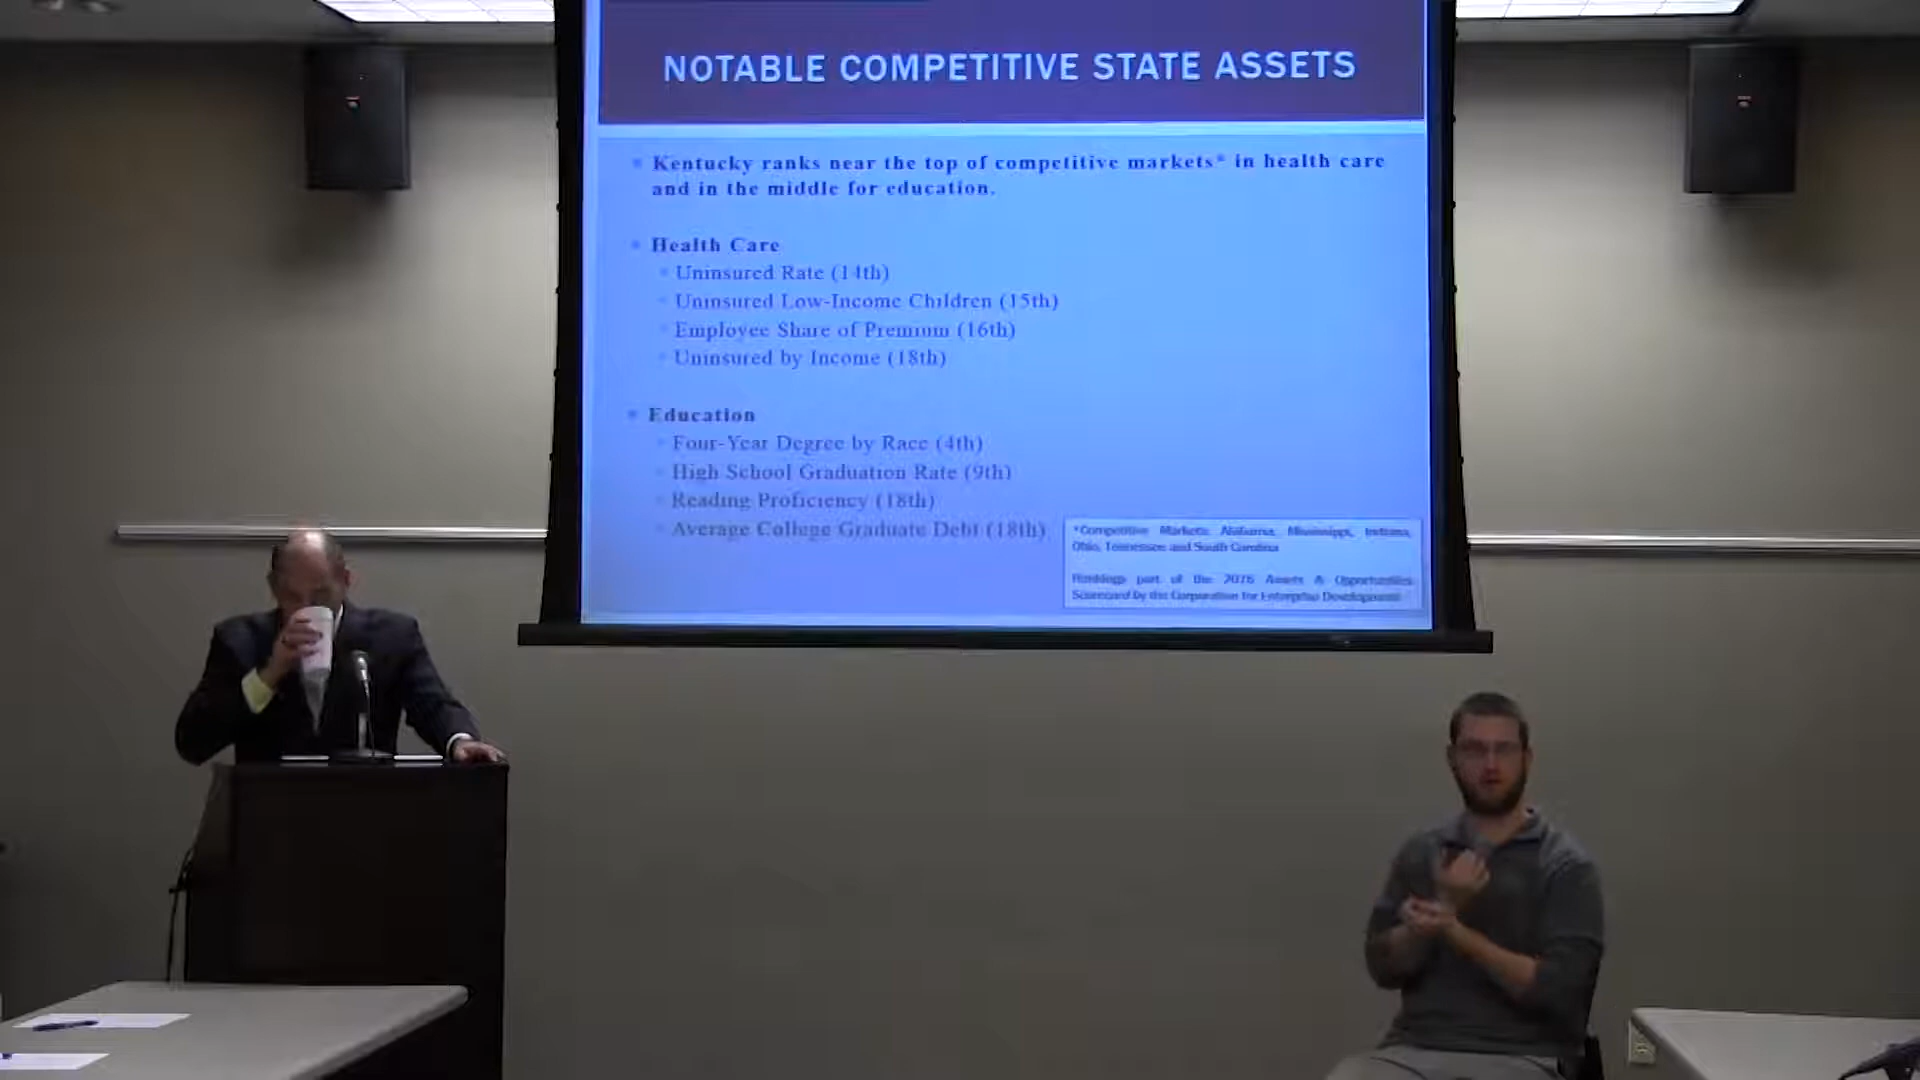 NOTABLE COMPETITIVE STATE ASSETS
Kentucky ranks near the top of competitive markets* in health care
and in the middle for education.
Health Care
Uninsured Rate (14th)
Uninsured Low-Income Children (15th)
Employee Share of Premium (16th)
Uninsured by Income (18th)
Education
Four-Year Degree by Race (4th)
High School Graduation Rate (9th)
Reading Proficiency (18th)
Average College Graduate Debt (18th)
*Competitive Markets: Alabama, Mississippi, Indiana,
Ohio, Tennessee and South Carolina
Rankings part of the 2016 Assets & Opportunities
Scorecard by the Corporation for Enterprise Development